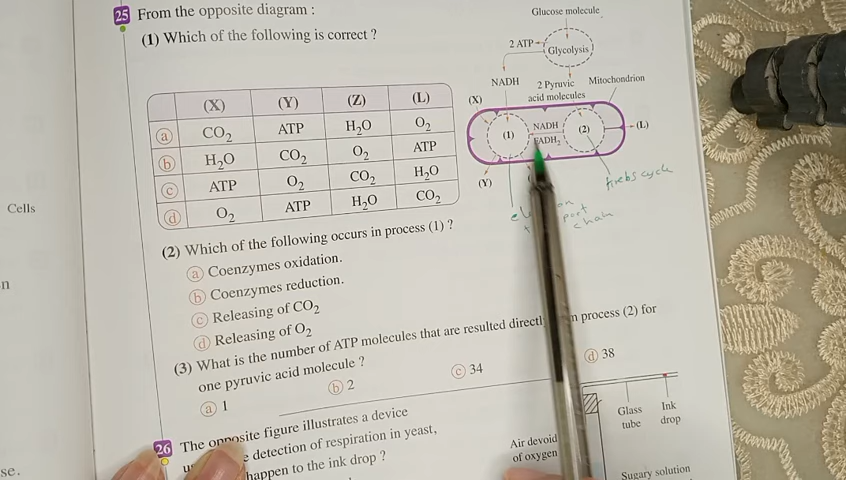 25 From the opposite diagram :
(1) Which of the following is correct ?
(X) (Y) (Z) (L)
a CO₂ ATP H₂O O₂
b H₂O CO₂ O₂ ATP
c ATP O₂ CO₂ H₂O
d O₂ ATP H₂O CO₂
Glucose molecule
2 ATP
Glycolysis
NADH
2 Pyruvic
acid molecules
Mitochondrion
(X)
(1)
NADH
FADH₂
(2)
(L)
(Y)
krebs cycle
port
chain
(2) Which of the following occurs in process (1) ?
a Coenzymes oxidation.
b Coenzymes reduction.
c Releasing of CO₂
d Releasing of O₂
(3) What is the number of ATP molecules that are resulted process (2) for
one pyruvic acid molecule ?
a 1
b 2
c 34
d 38
26 The opposite figure illustrates a device
detection of respiration in yeast,
happen to the ink drop ?
Glass
tube
Ink
drop
Air devoid
of oxygen
Sugary solution
Cells
n
se.